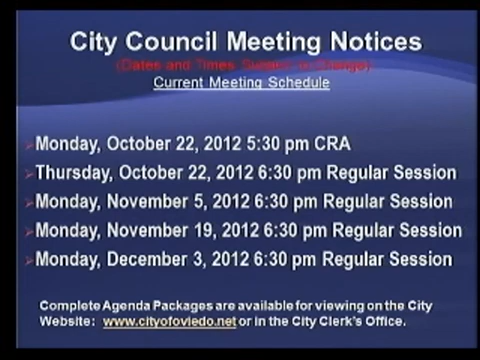 City Council Meeting Notices
(Dates and Times Subject to Change)
Current Meeting Schedule
Monday, October 22, 2012 5:30 pm CRA
Thursday, October 22, 2012 6:30 pm Regular Session
Monday, November 5, 2012 6:30 pm Regular Session
Monday, November 19, 2012 6:30 pm Regular Session
Monday, December 3, 2012 6:30 pm Regular Session
Complete Agenda Packages are available for viewing on the City
Website: www.cityofoviedo.net or in the City Clerk's Office.